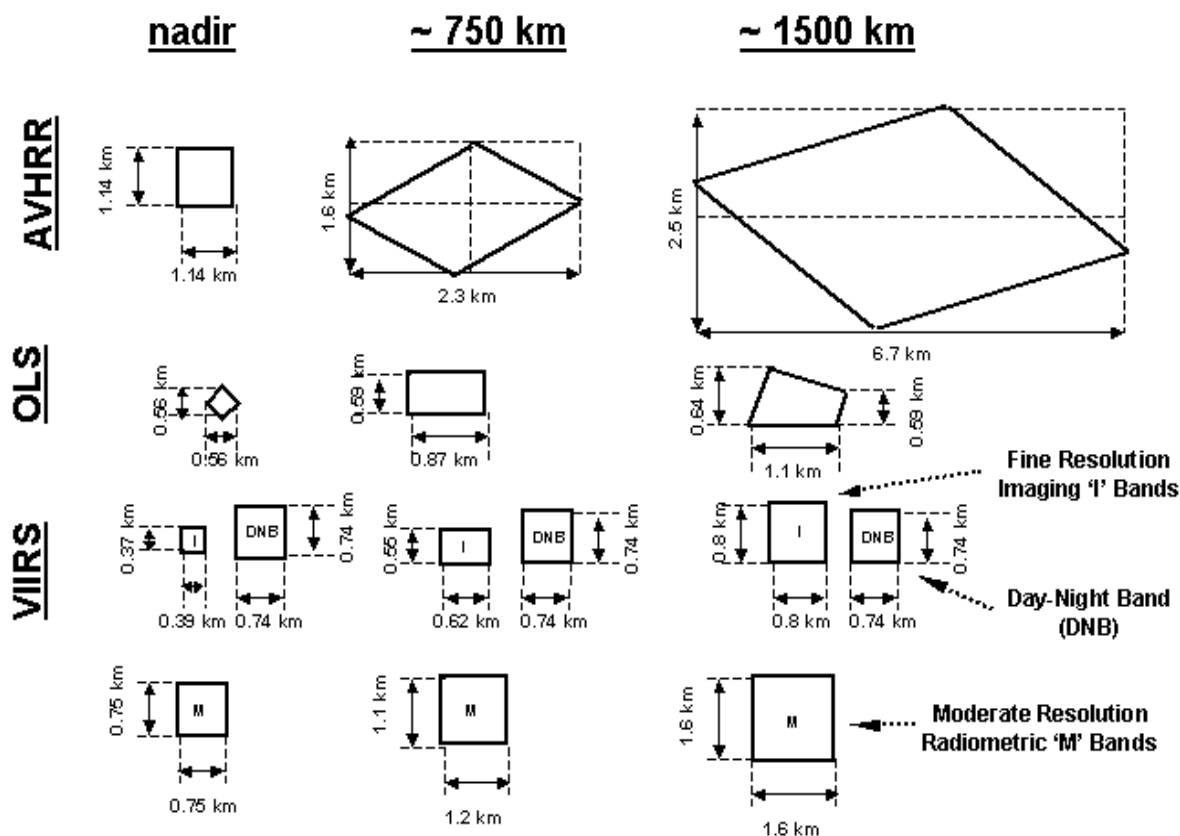 nadir
~ 750 km
~ 1500 km
AVHRR
1.14 km
1.14 km
1.6 km
2.3 km
2.5 km
6.7 km
OLS
0.56 km
0.56 km
0.59 km
0.87 km
0.64 km
0.59 km
1.1 km
Fine Resolution
Imaging 'I' Bands
VIIRS
0.37 km
I
0.39 km
DNB
0.74 km
0.74 km
0.55 km
I
0.62 km
DNB
0.74 km
0.74 km
0.8 km
I
0.8 km
DNB
0.74 km
0.74 km
Day-Night Band
(DNB)
0.75 km
M
0.75 km
1.1 km
M
1.2 km
1.6 km
M
1.6 km
Moderate Resolution
Radiometric 'M' Bands